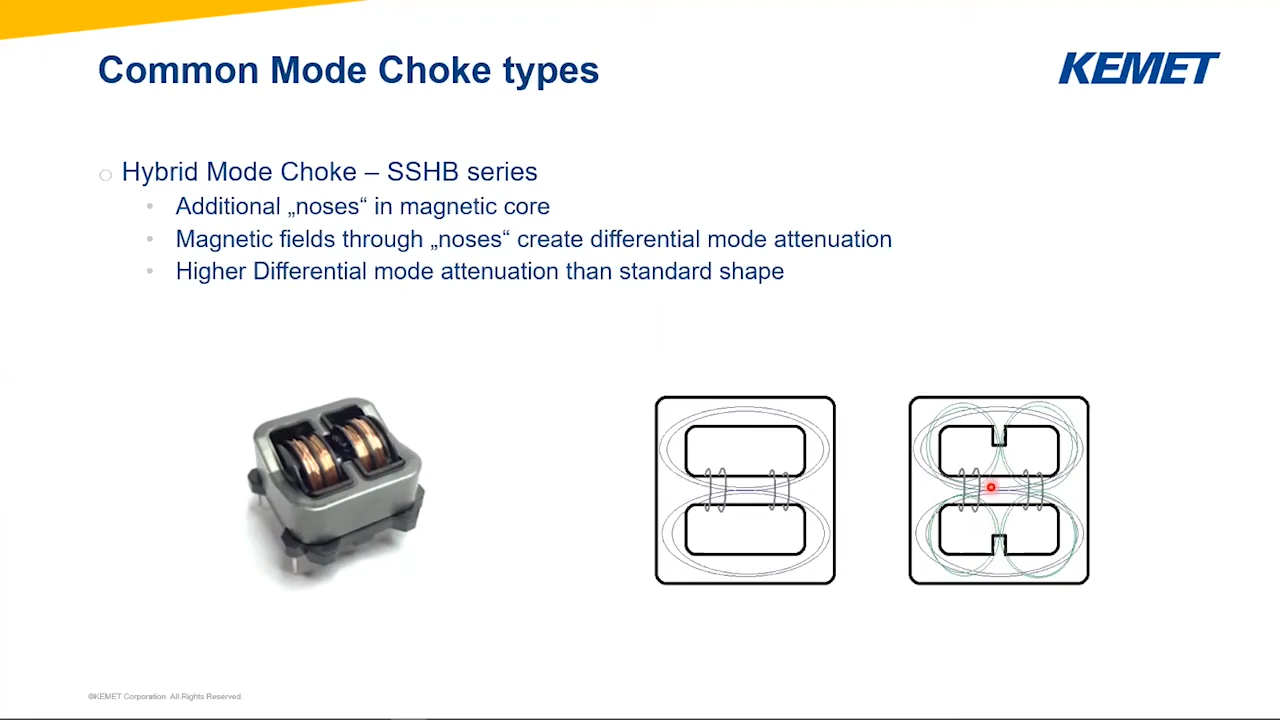 Common Mode Choke types
KEMET
Hybrid Mode Choke – SSHB series
Additional „noses“ in magnetic core
Magnetic fields through „noses“ create differential mode attenuation
Higher Differential mode attenuation than standard shape
©KEMET Corporation. All Rights Reserved.